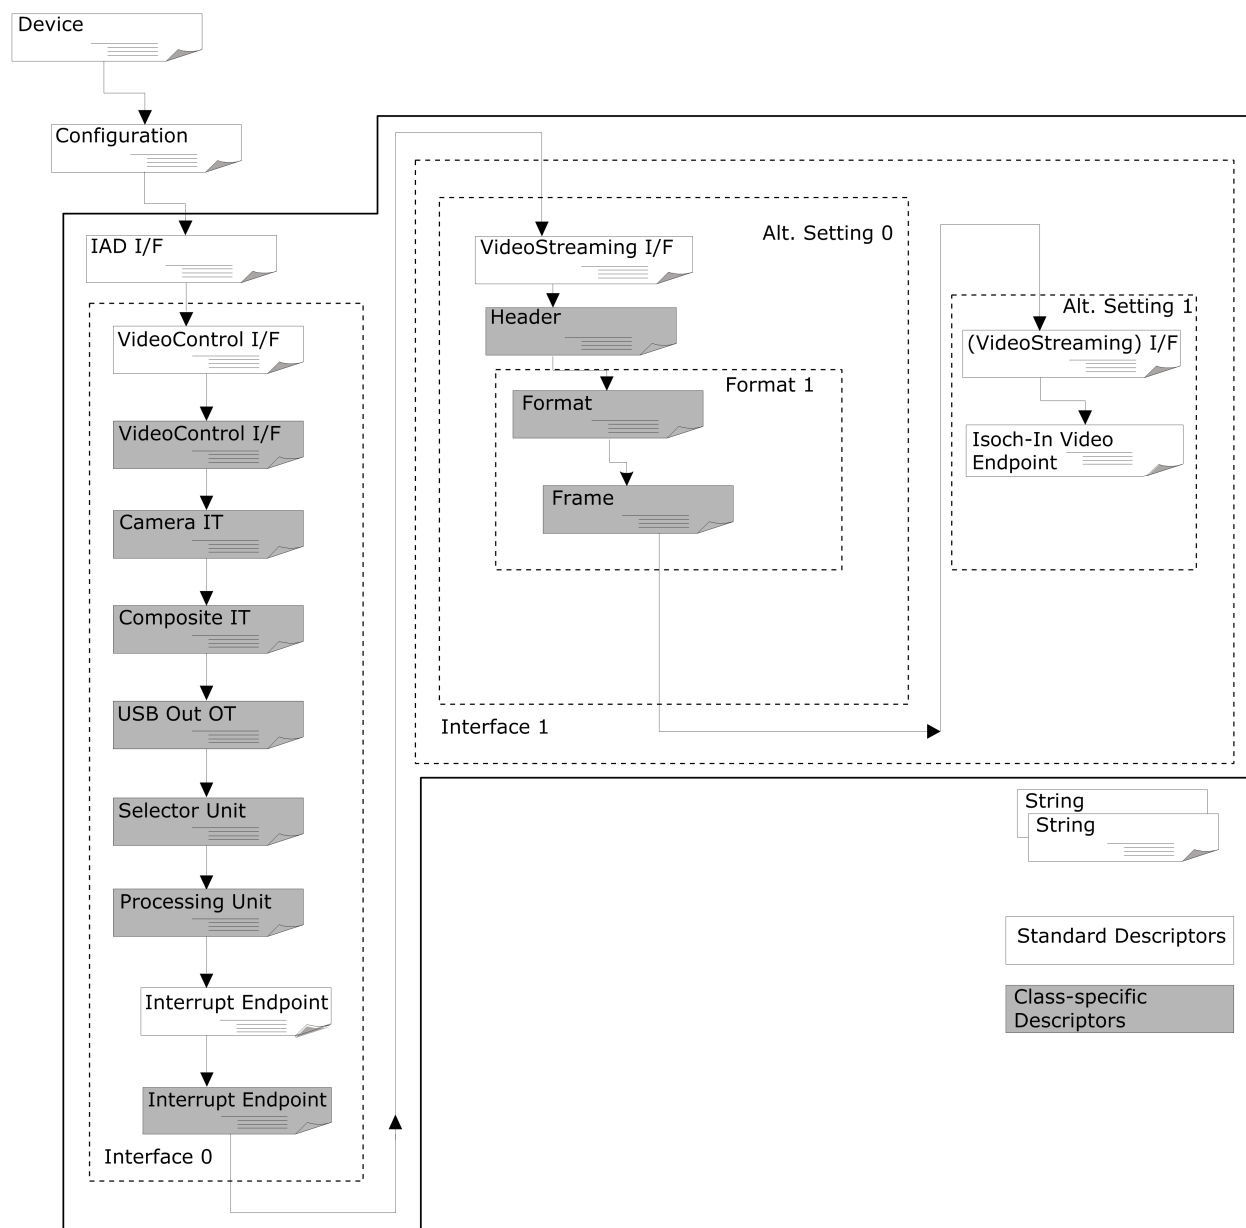 Device
Configuration
IAD I/F
VideoControl I/F
VideoControl I/F
Camera IT
Composite IT
USB Out OT
Selector Unit
Processing Unit
Interrupt Endpoint
Interrupt Endpoint
Interface 0
VideoStreaming I/F
Alt. Setting 0
Header
Format 1
Format
Frame
Interface 1
Alt. Setting 1
(VideoStreaming) I/F
Isoch-In Video
Endpoint
String
String
Standard Descriptors
Class-specific
Descriptors